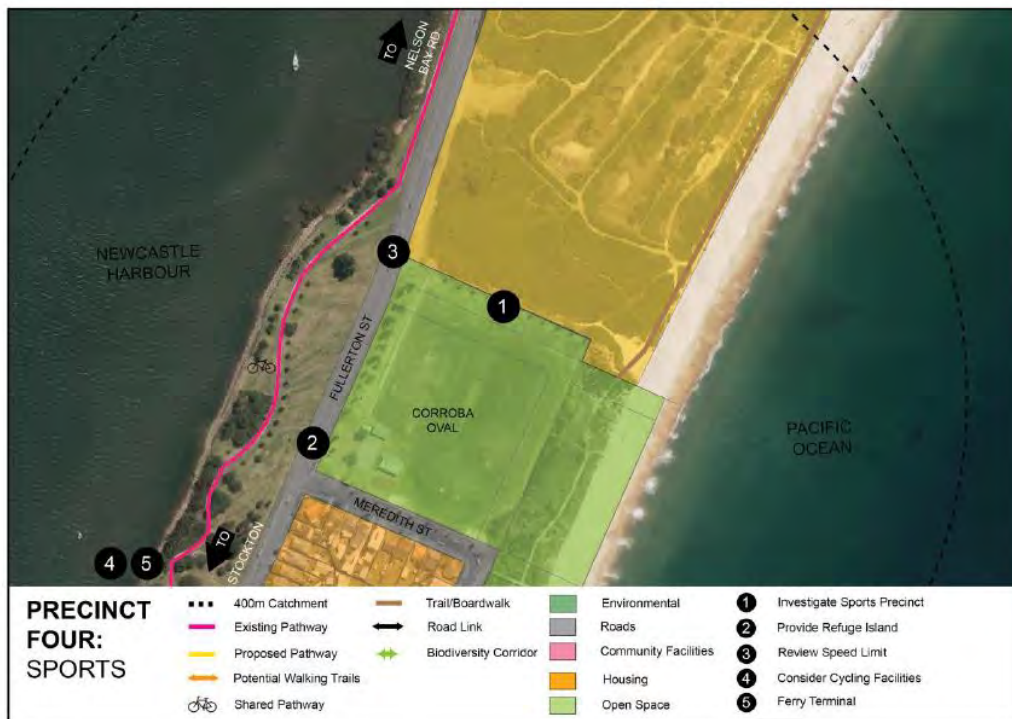 TO
NELSON
BAY RD
NEWCASTLE
HARBOUR
3
1
FULLERTON ST
CORROBA
OVAL
PACIFIC
OCEAN
2
MEREDITH ST
TO
STOCKTON
4 5
PRECINCT
FOUR:
SPORTS
400m Catchment
Existing Pathway
Proposed Pathway
Potential Walking Trails
Shared Pathway
Trail/Boardwalk
Road Link
Biodiversity Corridor
Environmental
Roads
Community Facilities
Housing
Open Space
1 Investigate Sports Precinct
2 Provide Refuge Island
3 Review Speed Limit
4 Consider Cycling Facilities
5 Ferry Terminal